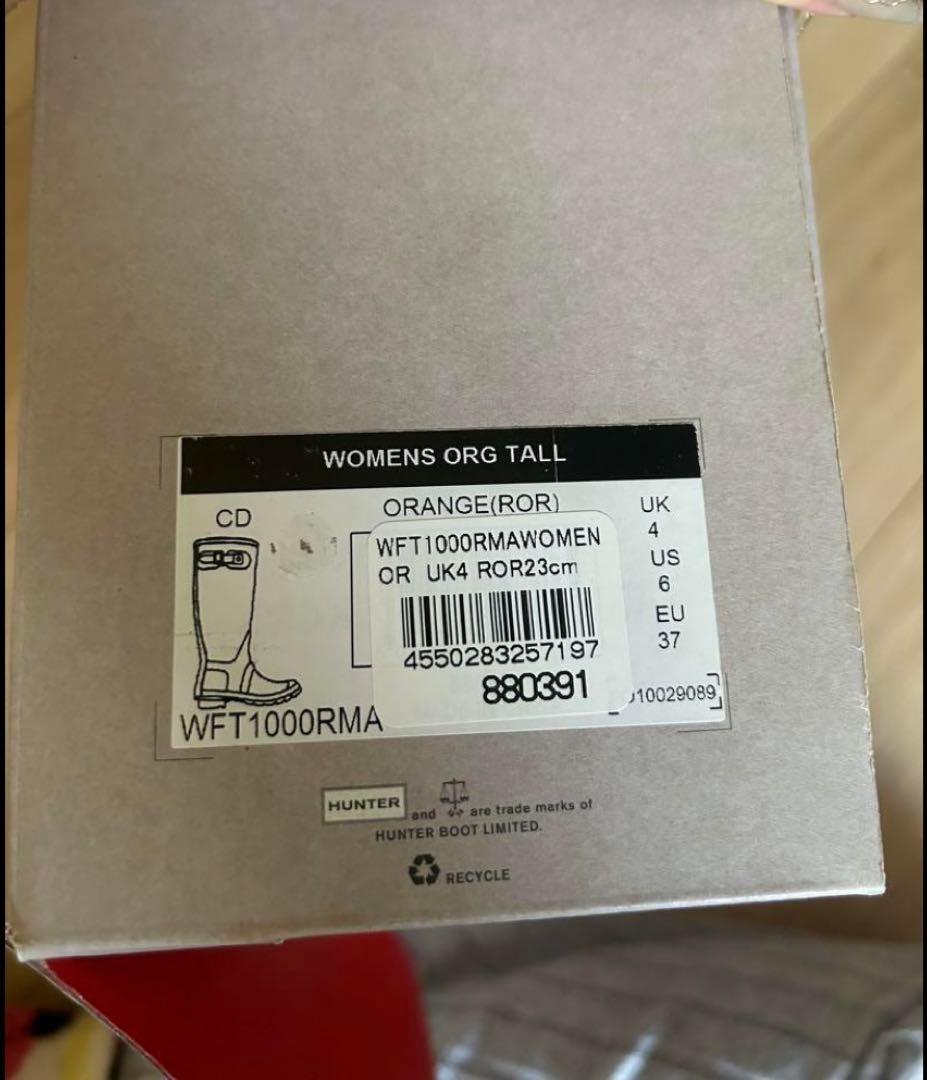 WOMENS ORG TALL
CD
ORANGE(ROR)
UK
4
US
6
EU
37
WFT1000RMAWOMEN
OR UK4 ROR23cm
4550283257197
880391
10029089
WFT1000RMA
HUNTER and are trade marks of
HUNTER BOOT LIMITED.
RECYCLE